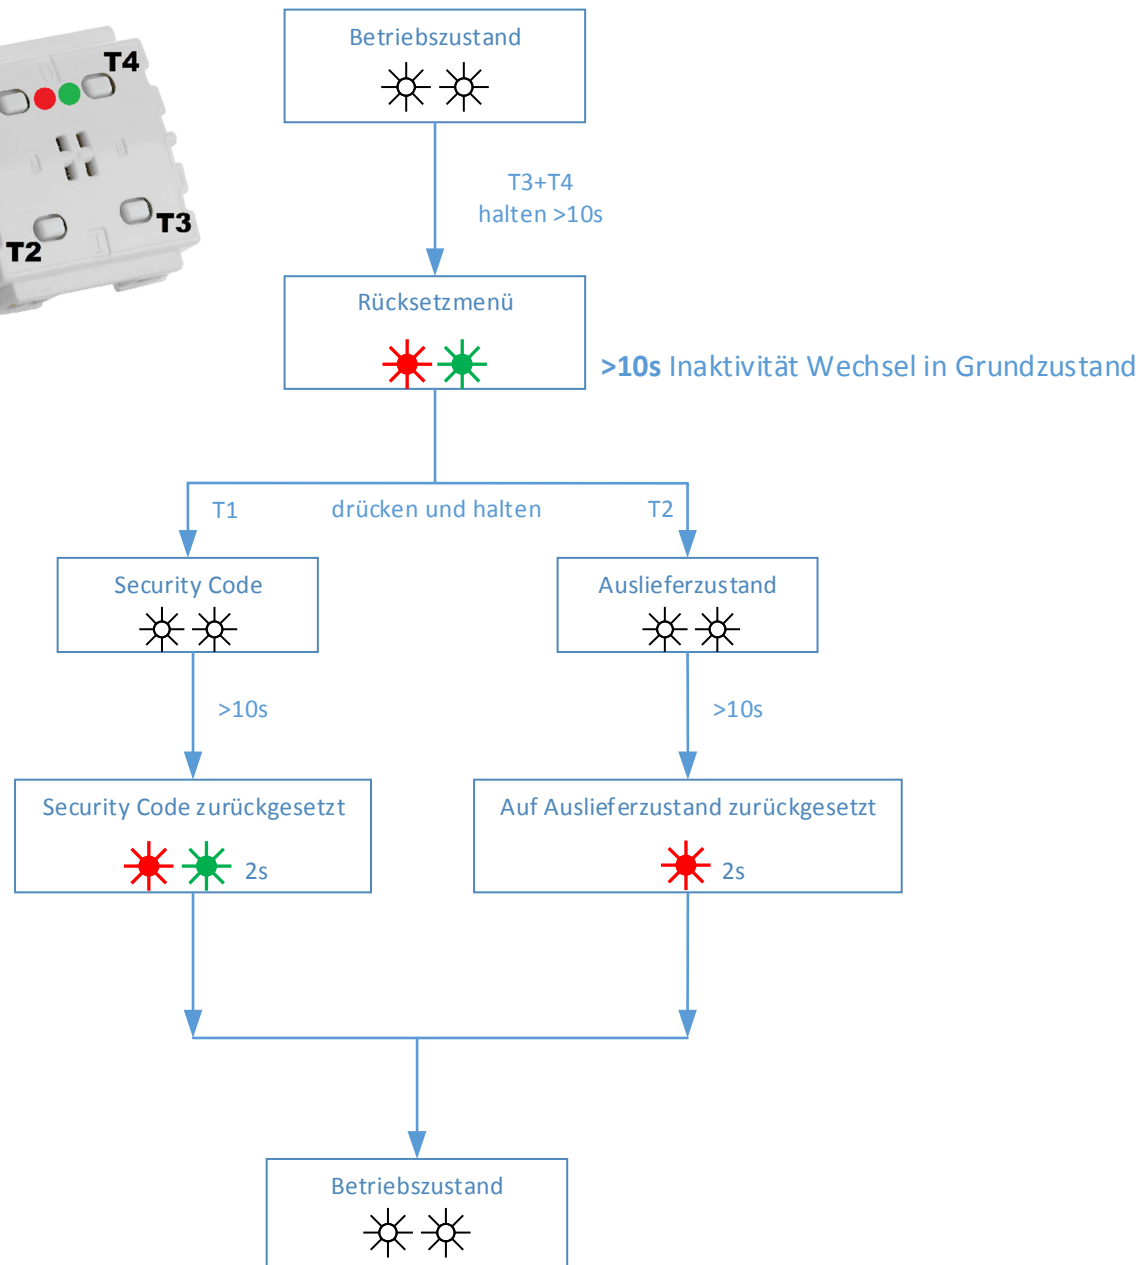 T4
T3
T2
Betriebszustand
T3+T4
halten >10s
Rücksetzmenü
>10s Inaktivität Wechsel in Grundzustand
T1
drücken und halten
T2
Security Code
Auslieferzustand
>10s
>10s
Security Code zurückgesetzt
2s
Auf Auslieferzustand zurückgesetzt
2s
Betriebszustand